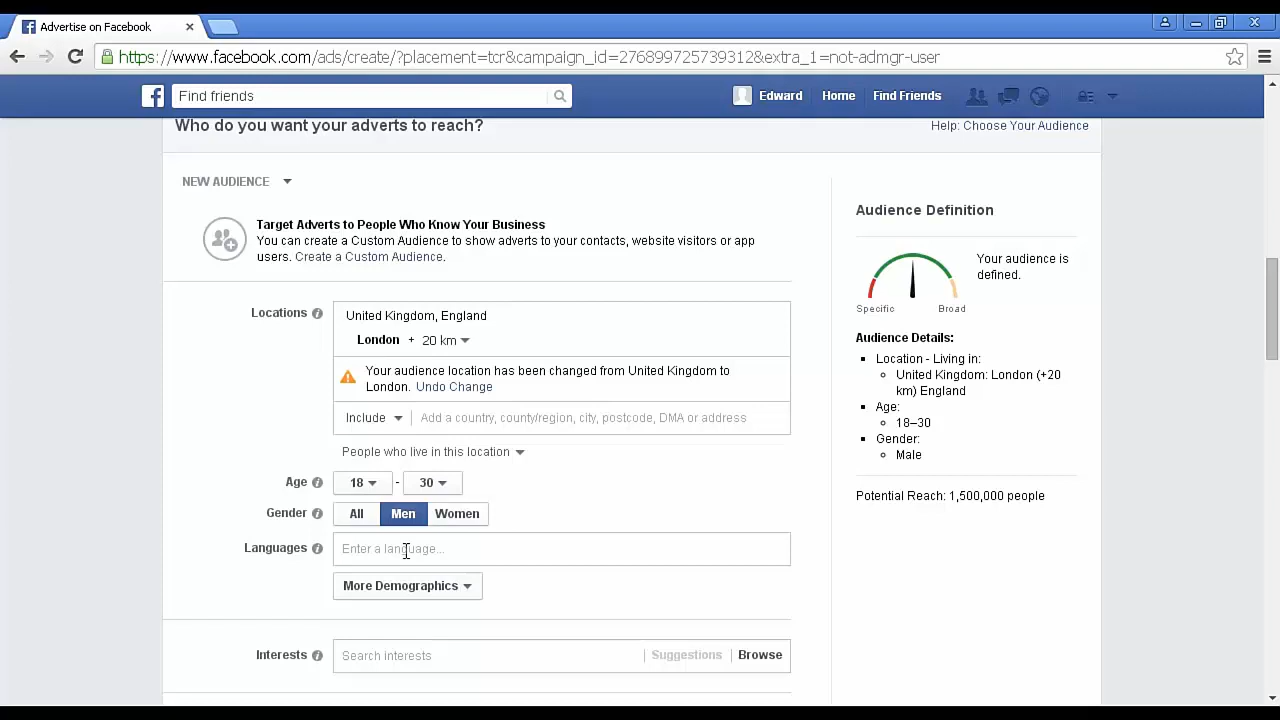 Advertise on Facebook
https://www.facebook.com/ads/create/?placement=tcr&campaign_id=276899725739312&extra_1=not-admgr-user
Find friends
Edward
Home
Find Friends
Who do you want your adverts to reach?
Help: Choose Your Audience
NEW AUDIENCE
Target Adverts to People Who Know Your Business
You can create a Custom Audience to show adverts to your contacts, website visitors or app
users. Create a Custom Audience.
Locations
United Kingdom, England
London + 20 km
Your audience location has been changed from United Kingdom to
London. Undo Change
Include
Add a country, county/region, city, postcode, DMA or address
People who live in this location
Age 18 - 30
Gender All Men Women
Languages Enter a language...
More Demographics
Interests Search interests Suggestions Browse
Audience Definition
Your audience is
defined.
Specific Broad
Audience Details:
Location - Living in:
United Kingdom: London (+20
km) England
Age:
18–30
Gender:
Male
Potential Reach: 1,500,000 people